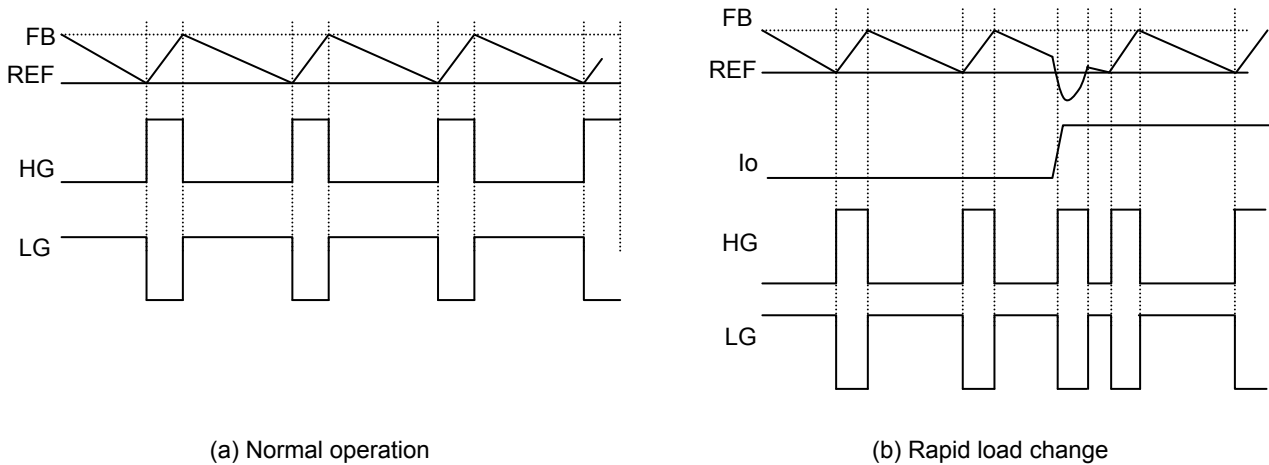 FB
REF
HG
LG
(a) Normal operation
FB
REF
Io
HG
LG
(b) Rapid load change